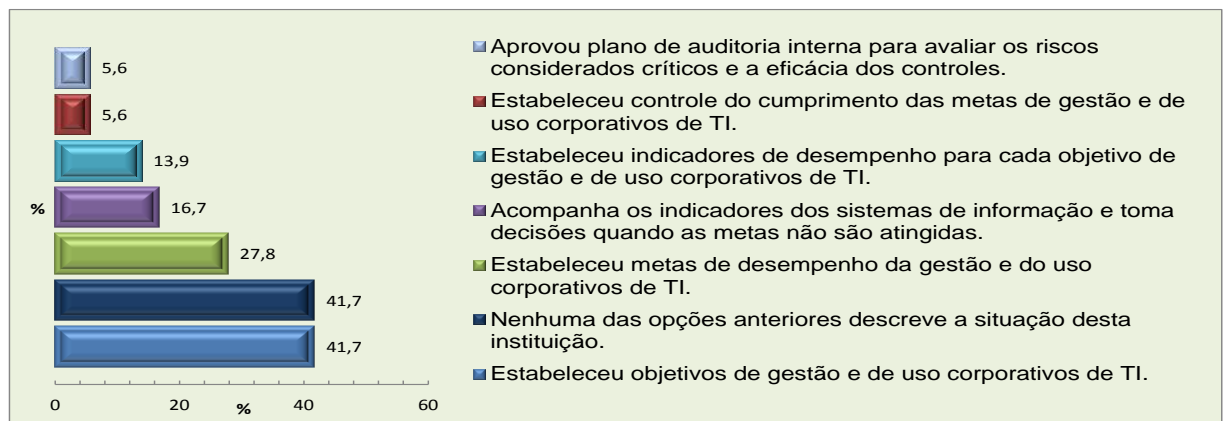 5,6
5,6
13,9
16,7
27,8
41,7
41,7
%
0 20 % 40 60
Aprovou plano de auditoria interna para avaliar os riscos
considerados críticos e a eficácia dos controles.
Estabeleceu controle do cumprimento das metas de gestão e de
uso corporativos de TI.
Estabeleceu indicadores de desempenho para cada objetivo de
gestão e de uso corporativos de TI.
Acompanha os indicadores dos sistemas de informação e toma
decisões quando as metas não são atingidas.
Estabeleceu metas de desempenho da gestão e do uso
corporativos de TI.
Nenhuma das opções anteriores descreve a situação desta
instituição.
Estabeleceu objetivos de gestão e de uso corporativos de TI.